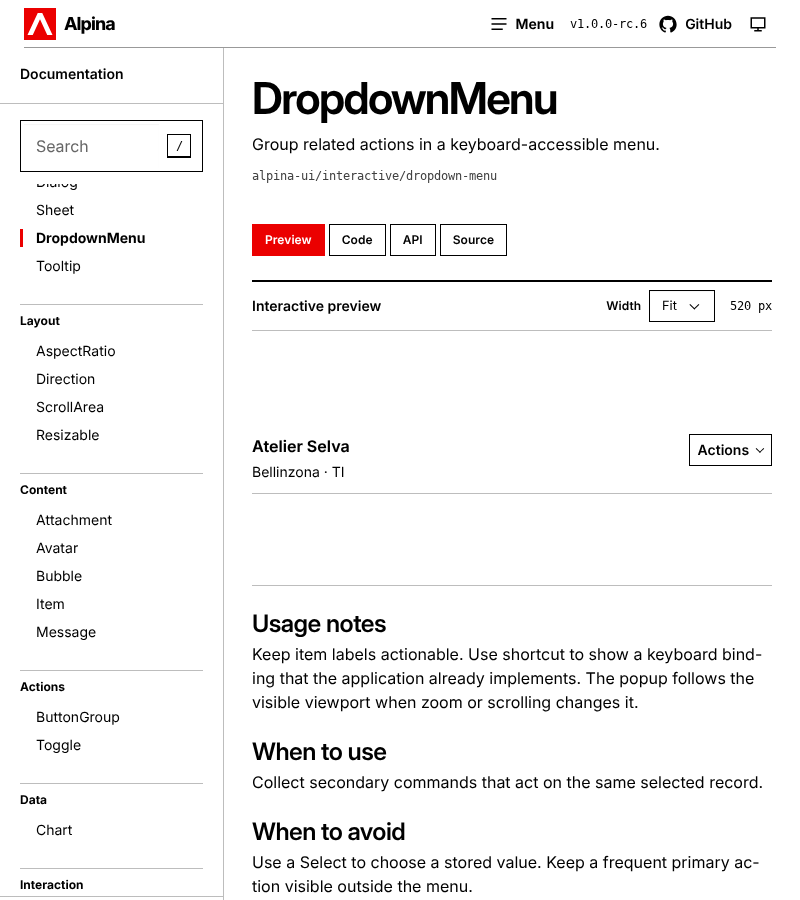 Alpina
Menu
v1.0.0-rc.6
GitHub
Documentation
Search
/
Dialog
Sheet
DropdownMenu
Tooltip
Layout
AspectRatio
Direction
ScrollArea
Resizable
Content
Attachment
Avatar
Bubble
Item
Message
Actions
ButtonGroup
Toggle
Data
Chart
Interaction
DropdownMenu
Group related actions in a keyboard-accessible menu.
alpina-ui/interactive/dropdown-menu
Preview
Code
API
Source
Interactive preview
Width
Fit
520 px
Atelier Selva
Bellinzona · TI
Actions
Usage notes
Keep item labels actionable. Use shortcut to show a keyboard bind-
ing that the application already implements. The popup follows the
visible viewport when zoom or scrolling changes it.
When to use
Collect secondary commands that act on the same selected record.
When to avoid
Use a Select to choose a stored value. Keep a frequent primary ac-
tion visible outside the menu.